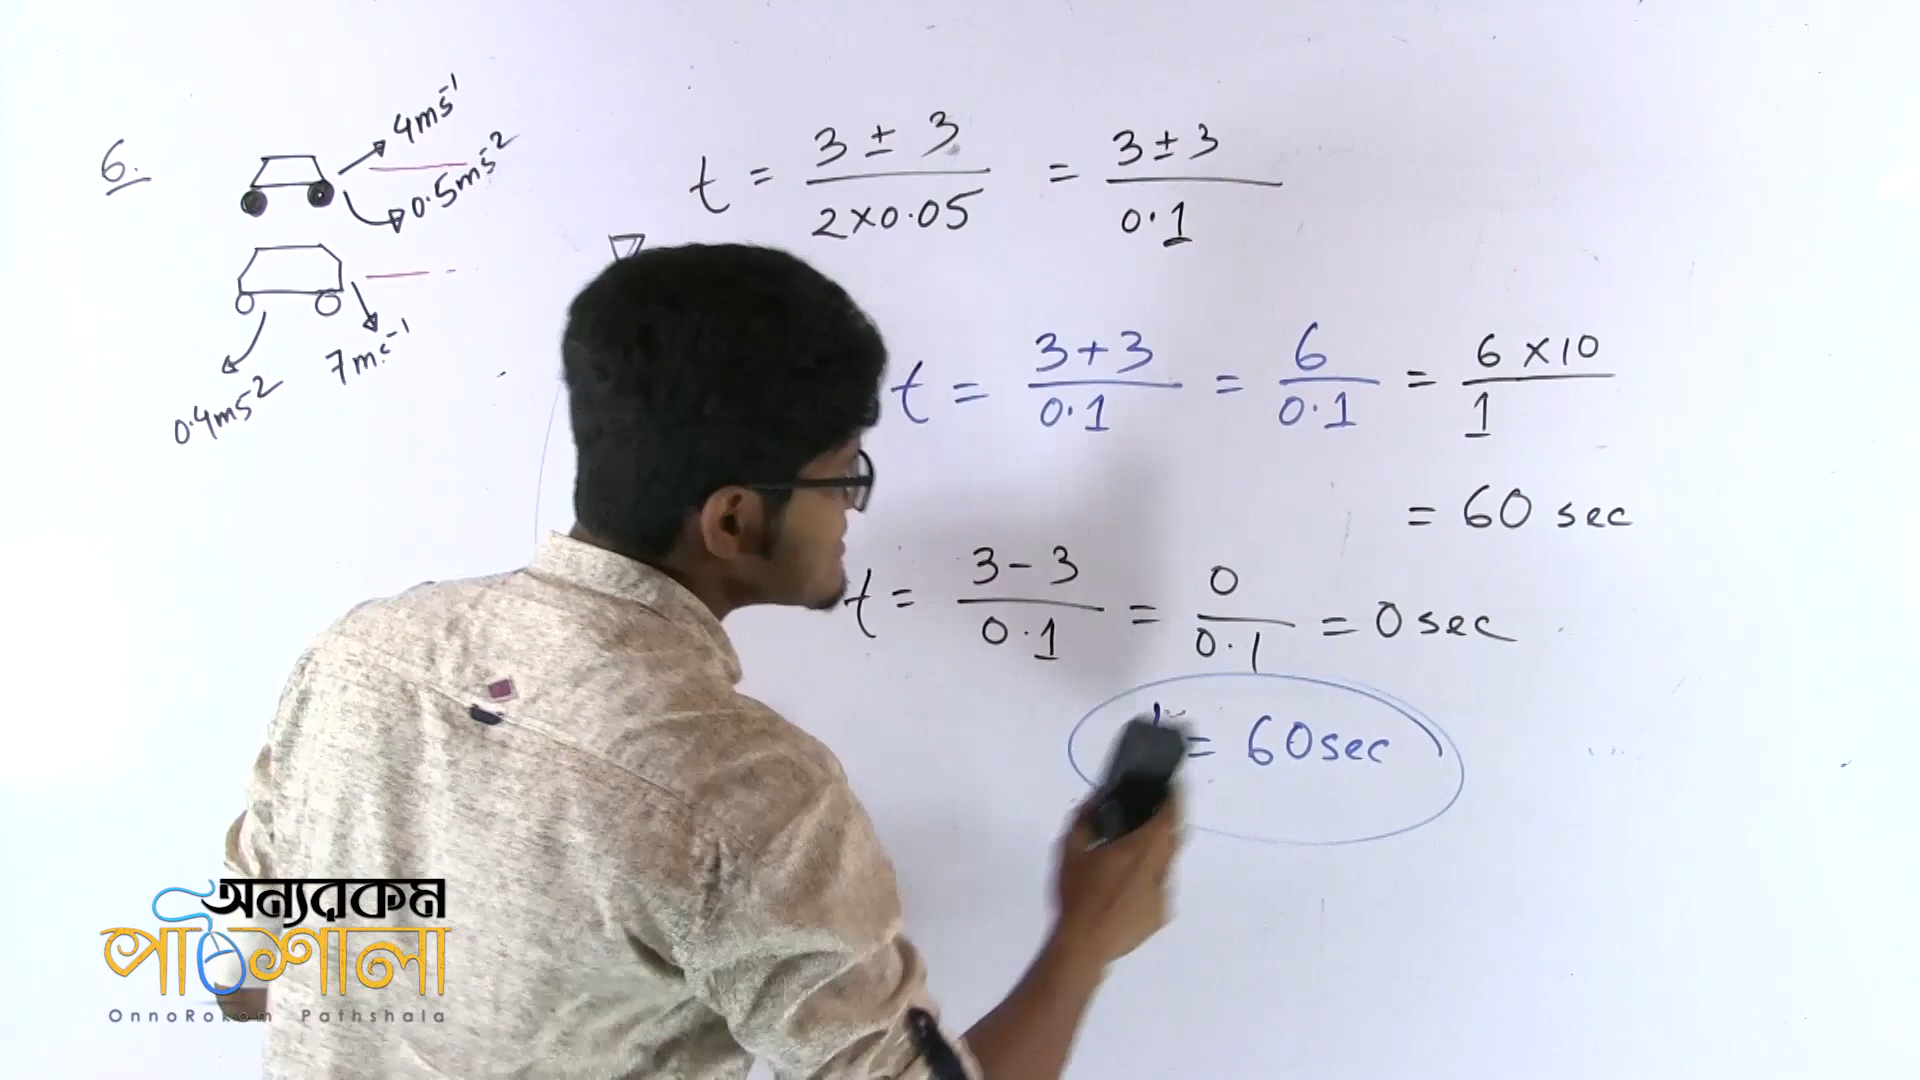 6.
4ms⁻¹
0.5ms⁻²
7ms⁻¹
0.4ms⁻²
t = 3 ± 3 / 2×0.05 = 3 ± 3 / 0.1
t = 3+3 / 0.1 = 6 / 0.1 = 6 ×10 / 1
= 60 sec
t = 3 - 3 / 0.1 = 0 / 0.1 = 0 sec
= 60sec
অন্যরকম
পাঠশালা
OnnoRokom Pathshala